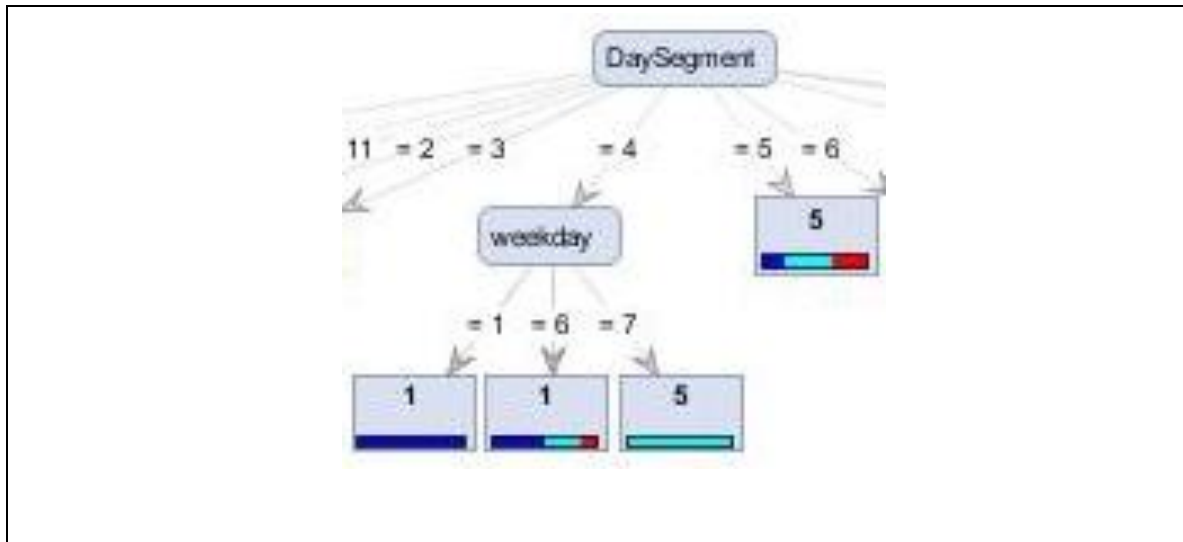 DaySegment
11 = 2 = 3 = 4 = 5 = 6
5
weekday
= 1 = 6 = 7
1 1 5